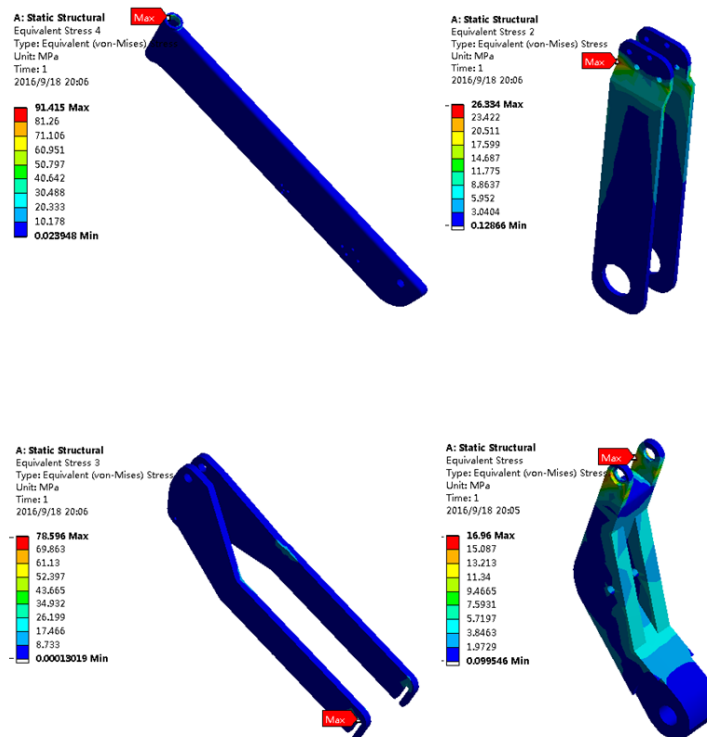 A: Static Structural
Equivalent Stress 4
Type: Equivalent (von-Mises) Stress
Unit: MPa
Time: 1
2016/9/18 20:06
91.415 Max
81.26
71.106
60.951
50.797
40.642
30.488
20.333
10.178
0.023948 Min
Max
A: Static Structural
Equivalent Stress 2
Type: Equivalent (von-Mises) Stress
Unit: MPa
Time: 1
2016/9/18 20:06
26.334 Max
23.422
20.511
17.599
14.687
11.775
8.8637
5.952
3.0404
0.12866 Min
Max
A: Static Structural
Equivalent Stress 3
Type: Equivalent (von-Mises) Stress
Unit: MPa
Time: 1
2016/9/18 20:06
78.596 Max
69.863
61.13
52.397
43.665
34.932
26.199
17.466
8.733
0.00013019 Min
Max
A: Static Structural
Equivalent Stress
Type: Equivalent (von-Mises) Stress
Unit: MPa
Time: 1
2016/9/18 20:05
16.96 Max
15.087
13.213
11.34
9.4665
7.5931
5.7197
3.8463
1.9729
0.099546 Min
Max